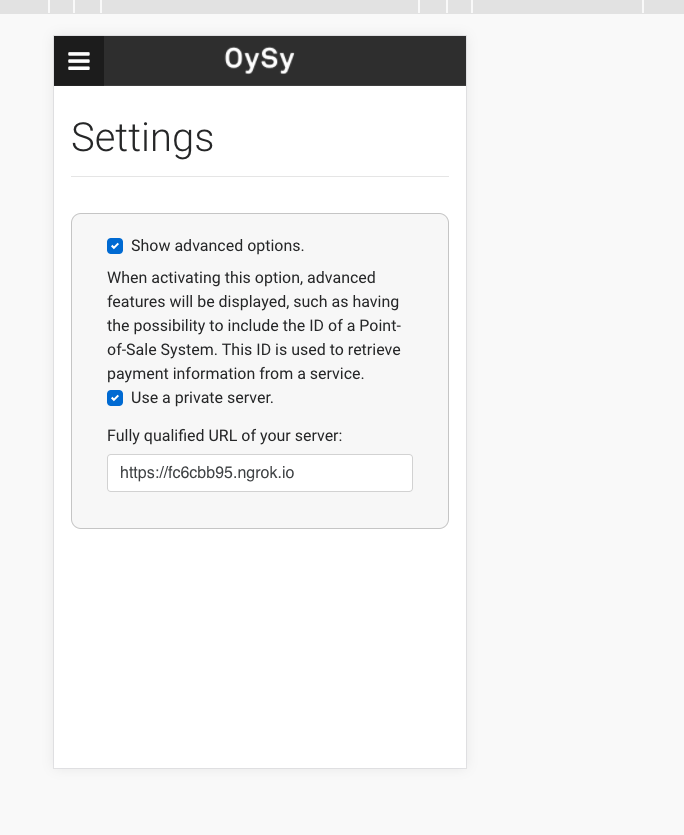 OySy
Settings
Show advanced options.
When activating this option, advanced
features will be displayed, such as having
the possibility to include the ID of a Point-
of-Sale System. This ID is used to retrieve
payment information from a service.
Use a private server.
Fully qualified URL of your server:
https://fc6cbb95.ngrok.io